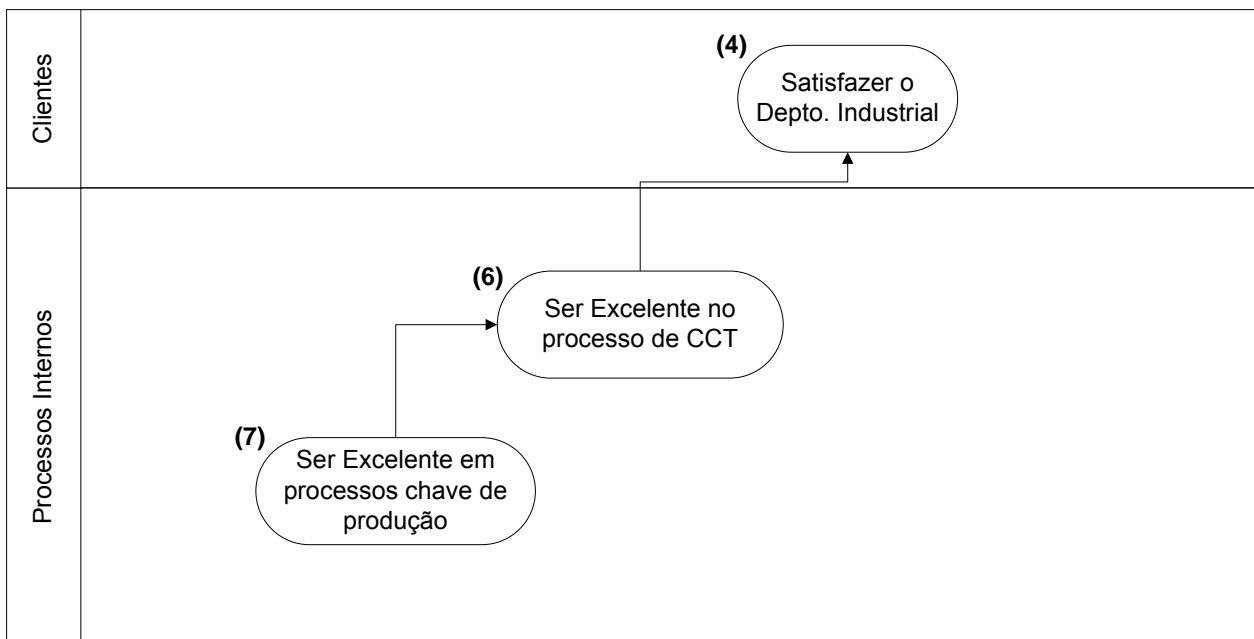 Clientes
(4)
Satisfazer o
Depto. Industrial
Processos Internos
(6)
Ser Excelente no
processo de CCT
(7)
Ser Excelente em
processos chave de
produção